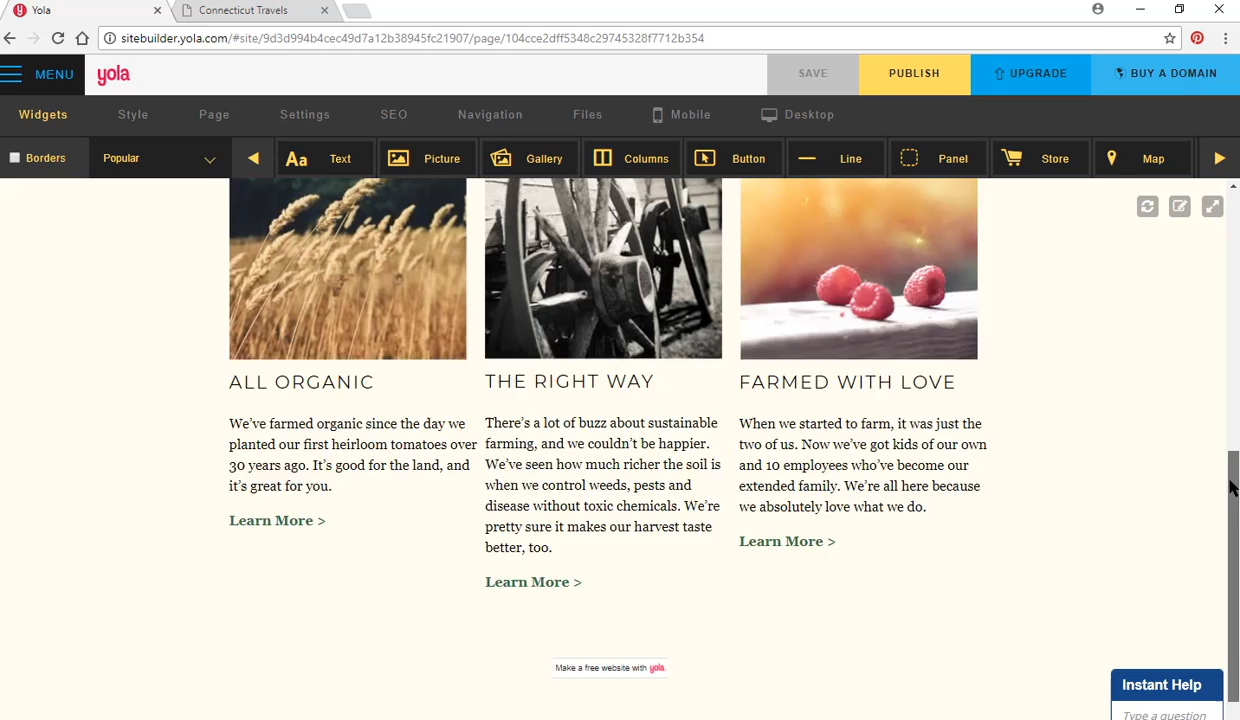 Yola
Connecticut Travels
sitebuilder.yola.com/#site/9d3d994b4cec49d7a12b38945fc21907/page/104cce2dff5348c29745328f7712b354
MENU
yola
SAVE
PUBLISH
UPGRADE
BUY A DOMAIN
Widgets
Style
Page
Settings
SEO
Navigation
Files
Mobile
Desktop
Borders
Popular
Aa
Text
Picture
Gallery
Columns
Button
Line
Panel
Store
Map
ALL ORGANIC
We've farmed organic since the day we
planted our first heirloom tomatoes over
30 years ago. It's good for the land, and
it's great for you.
Learn More >
THE RIGHT WAY
There's a lot of buzz about sustainable
farming, and we couldn't be happier.
We've seen how much richer the soil is
when we control weeds, pests and
disease without toxic chemicals. We're
pretty sure it makes our harvest taste
better, too.
Learn More >
FARMED WITH LOVE
When we started to farm, it was just the
two of us. Now we've got kids of our own
and 10 employees who've become our
extended family. We're all here because
we absolutely love what we do.
Learn More >
Make a free website with yola.
Instant Help
Type a question